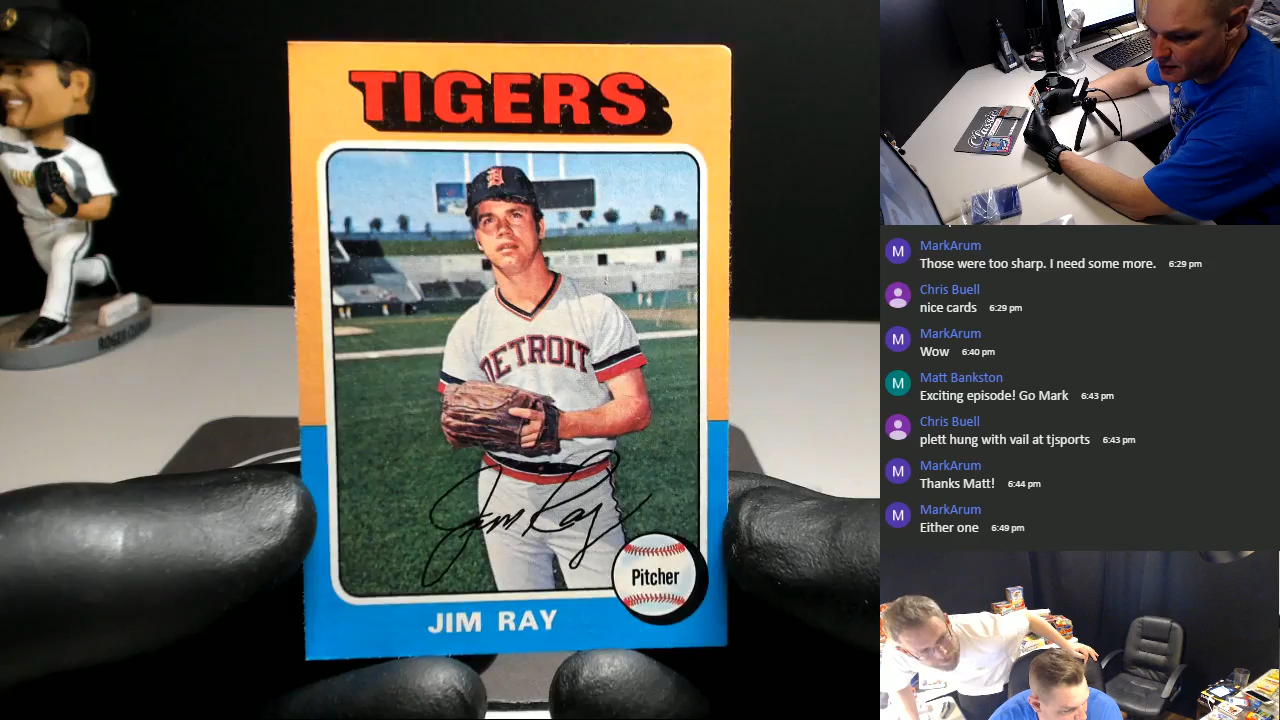 TIGERS
DETROIT
Jim Ray
Pitcher
JIM RAY
Classic
MarkArum
Those were too sharp. I need some more. 6:29 pm
Chris Buell
nice cards 6:29 pm
MarkArum
Wow 6:40 pm
Matt Bankston
Exciting episode! Go Mark 6:43 pm
Chris Buell
plett hung with vail at tjsports 6:43 pm
MarkArum
Thanks Matt! 6:44 pm
MarkArum
Either one 6:49 pm
M
M
M
M
M